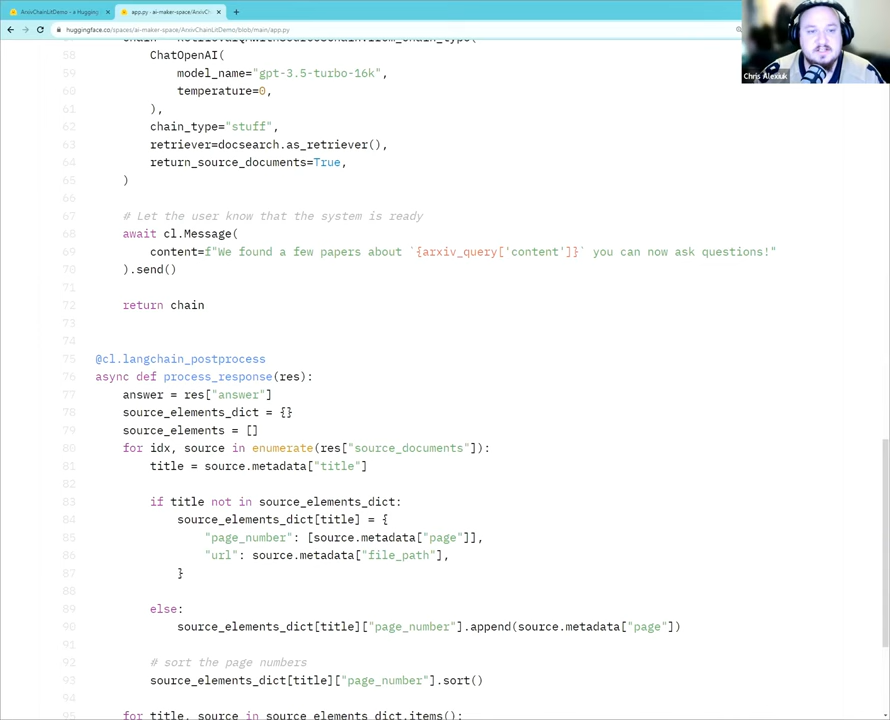 ArxivChainLitDemo - a Hugging
app.py · ai-maker-space/ArxivC
huggingface.co/spaces/ai-maker-space/ArxivChainLitDemo/blob/main/app.py
Chris Alexiuk
58 ChatOpenAI(
59 model_name="gpt-3.5-turbo-16k",
60 temperature=0,
61 ),
62 chain_type="stuff",
63 retriever=docsearch.as_retriever(),
64 return_source_documents=True,
65 )
66
67 # Let the user know that the system is ready
68 await cl.Message(
69 content=f"We found a few papers about `{arxiv_query['content']}` you can now ask questions!"
70 ).send()
71
72 return chain
73
74
75 @cl.langchain_postprocess
76 async def process_response(res):
77 answer = res["answer"]
78 source_elements_dict = {}
79 source_elements = []
80 for idx, source in enumerate(res["source_documents"]):
81 title = source.metadata["title"]
82
83 if title not in source_elements_dict:
84 source_elements_dict[title] = {
85 "page_number": [source.metadata["page"]],
86 "url": source.metadata["file_path"],
87 }
88
89 else:
90 source_elements_dict[title]["page_number"].append(source.metadata["page"])
91
92 # sort the page numbers
93 source_elements_dict[title]["page_number"].sort()
94
95 for title, source in source_elements_dict.items():